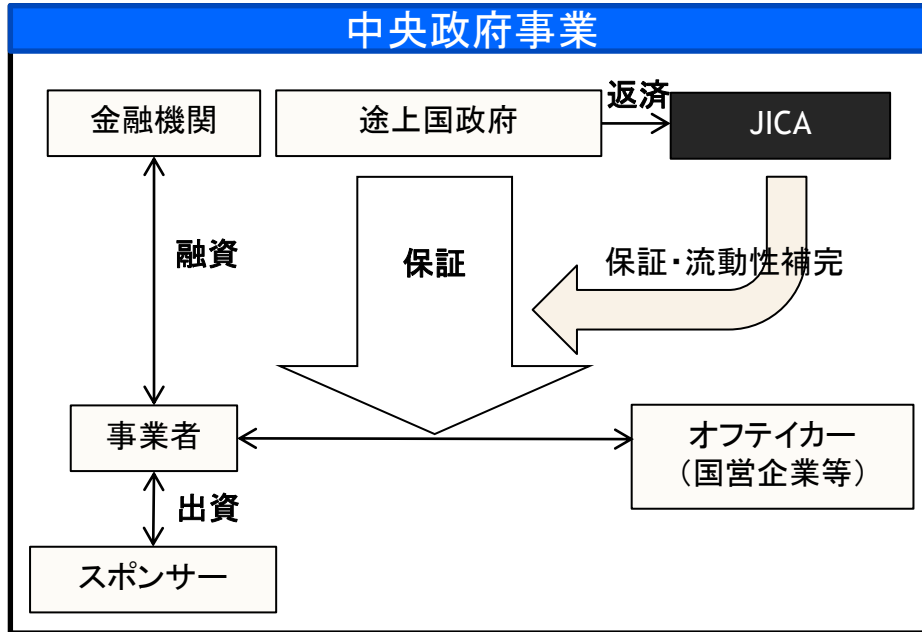 中央政府事業
金融機関
途上国政府
返済
JICA
融資
保証
保証・流動性補完
事業者
オフテイカー
（国営企業等）
出資
スポンサー